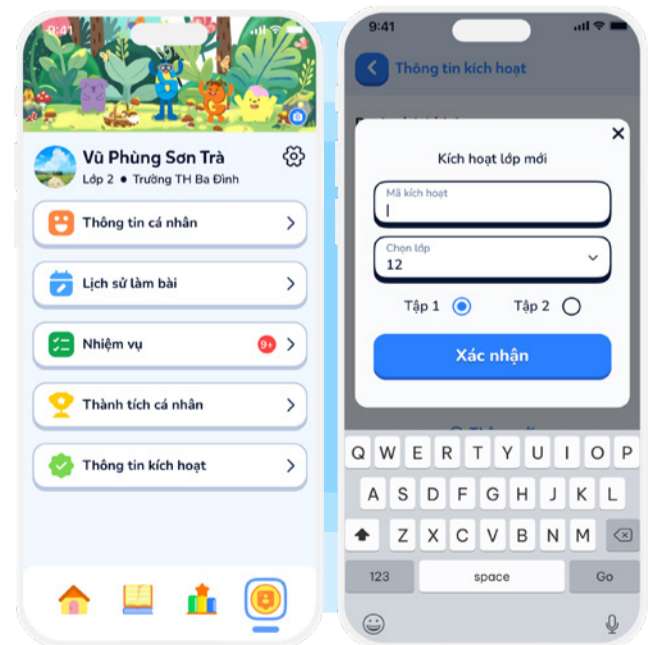 9:41
Vũ Phùng Sơn Trà
Lớp 2 • Trường TH Ba Đình
Thông tin cá nhân
Lịch sử làm bài
Nhiệm vụ
9+
Thành tích cá nhân
Thông tin kích hoạt
9:41
Thông tin kích hoạt
Kích hoạt lớp mới
Mã kích hoạt
Chọn lớp
12
Tập 1
Tập 2
Xác nhận
Q W E R T Y U I O P
A S D F G H J K L
Z X C V B N M
123 space Go